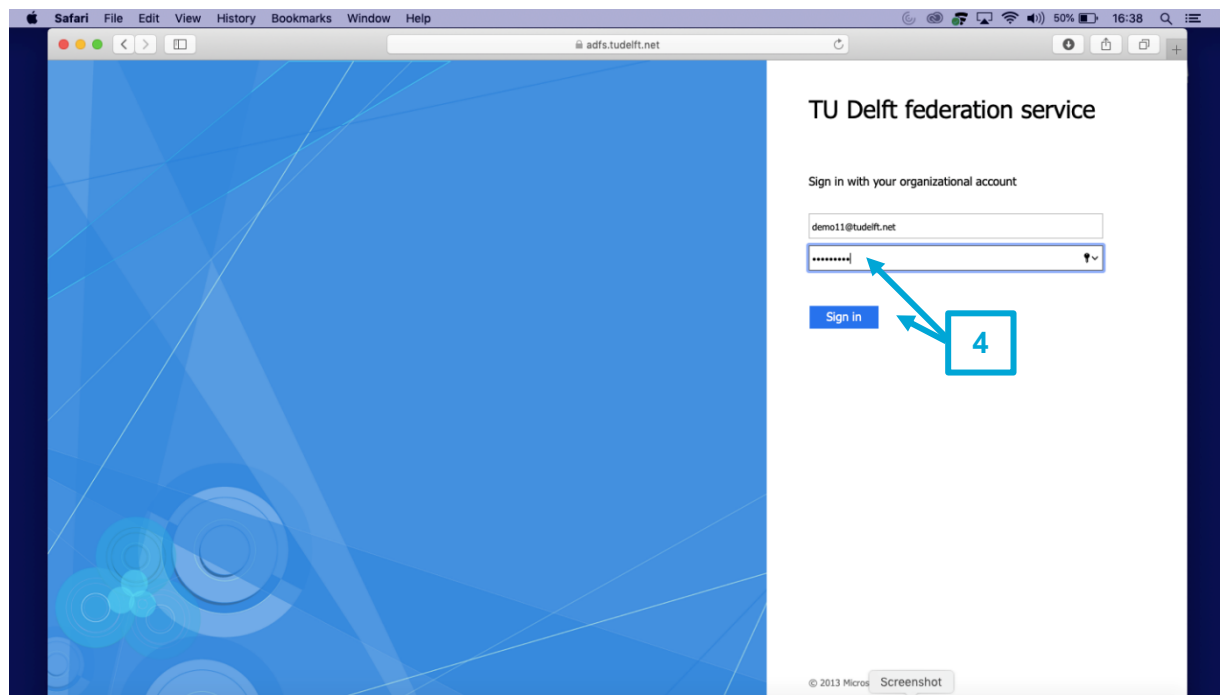 Safari File Edit View History Bookmarks Window Help 50% 16:38
adfs.tudelft.net
TU Delft federation service
Sign in with your organizational account
demo11@tudelft.net
•••••••••
Sign in
4
© 2013 Micros
Screenshot